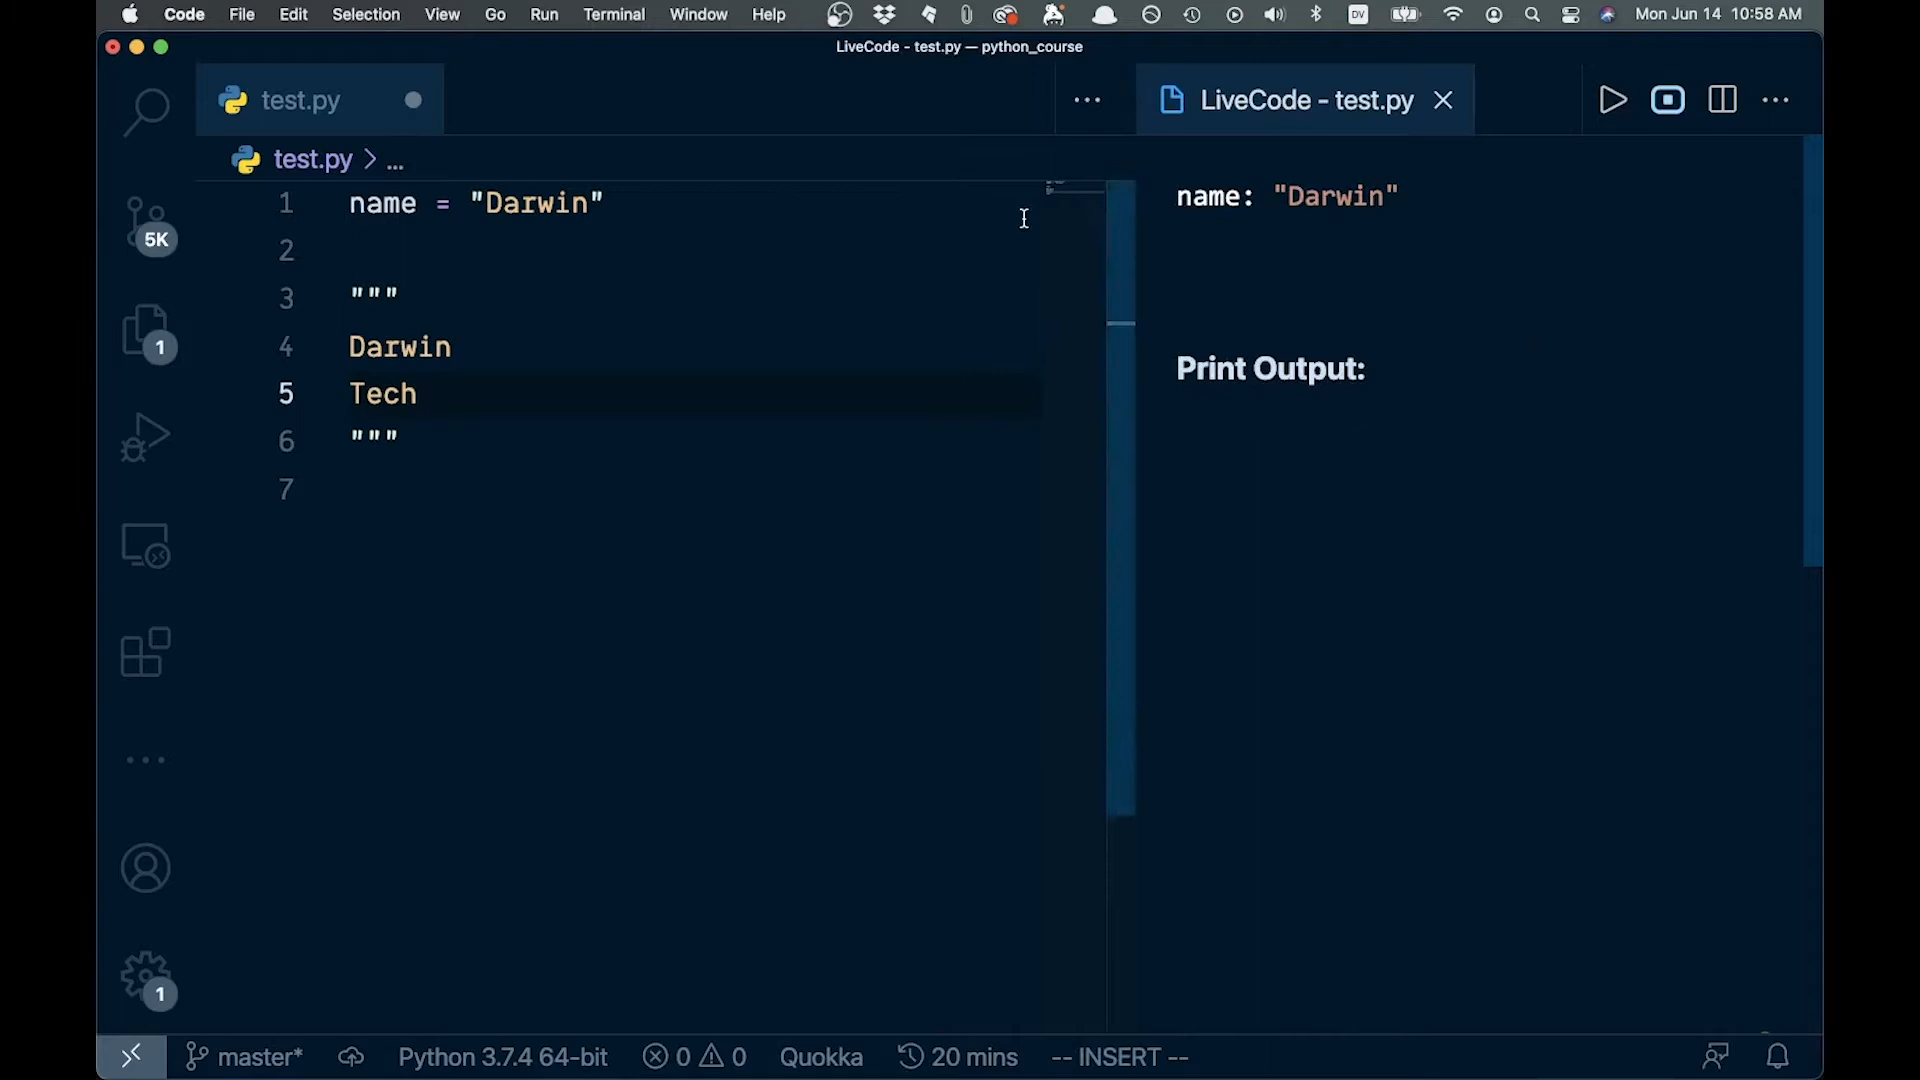 Code File Edit Selection View Go Run Terminal Window Help DV Mon Jun 14 10:58 AM
LiveCode - test.py — python_course
test.py
LiveCode - test.py
test.py > ...
1 name = "Darwin"
2
3 """
4 Darwin
5 Tech
6 """
7
name: "Darwin"
Print Output:
5K
1
1
master* Python 3.7.4 64-bit 0 0 Quokka 20 mins -- INSERT --